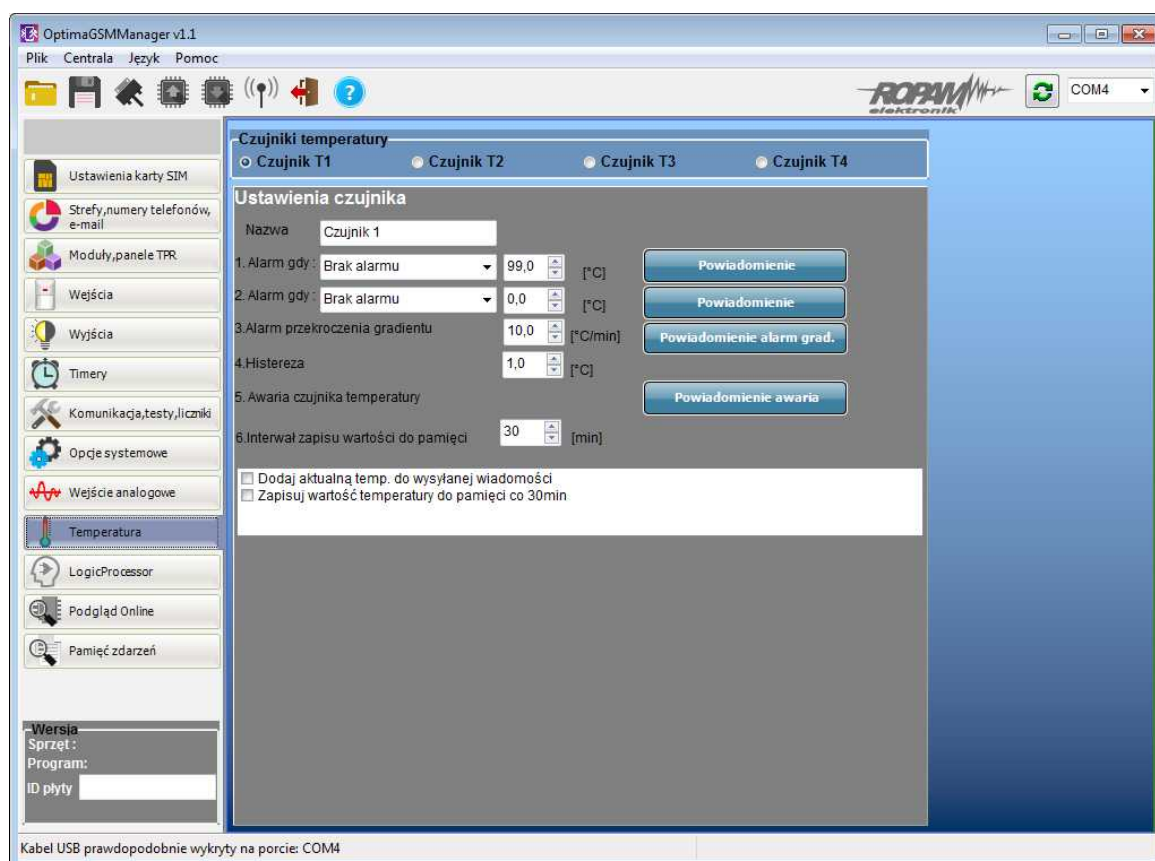 OptimaGSMManager v1.1
Plik Centrala Język Pomoc
ROPAM
elektronik
COM4
Ustawienia karty SIM
Strefy,numery telefonów,
e-mail
Moduły,panele TPR
Wejścia
Wyjścia
Timery
Komunikacja,testy,liczniki
Opcje systemowe
Wejście analogowe
Temperatura
LogicProcessor
Podgląd Online
Pamięć zdarzeń
Wersja
Sprzęt :
Program:
ID płyty
Czujniki temperatury
Czujnik T1 Czujnik T2 Czujnik T3 Czujnik T4
Ustawienia czujnika
Nazwa Czujnik 1
1. Alarm gdy : Brak alarmu 99,0 [°C] Powiadomienie
2. Alarm gdy : Brak alarmu 0,0 [°C] Powiadomienie
3.Alarm przekroczenia gradientu 10,0 [°C/min] Powiadomienie alarm grad.
4.Histereza 1,0 [°C]
5. Awaria czujnika temperatury Powiadomienie awaria
6.Interwał zapisu wartości do pamięci 30 [min]
Dodaj aktualną temp. do wysyłanej wiadomości
Zapisuj wartość temperatury do pamięci co 30min
Kabel USB prawdopodobnie wykryty na porcie: COM4